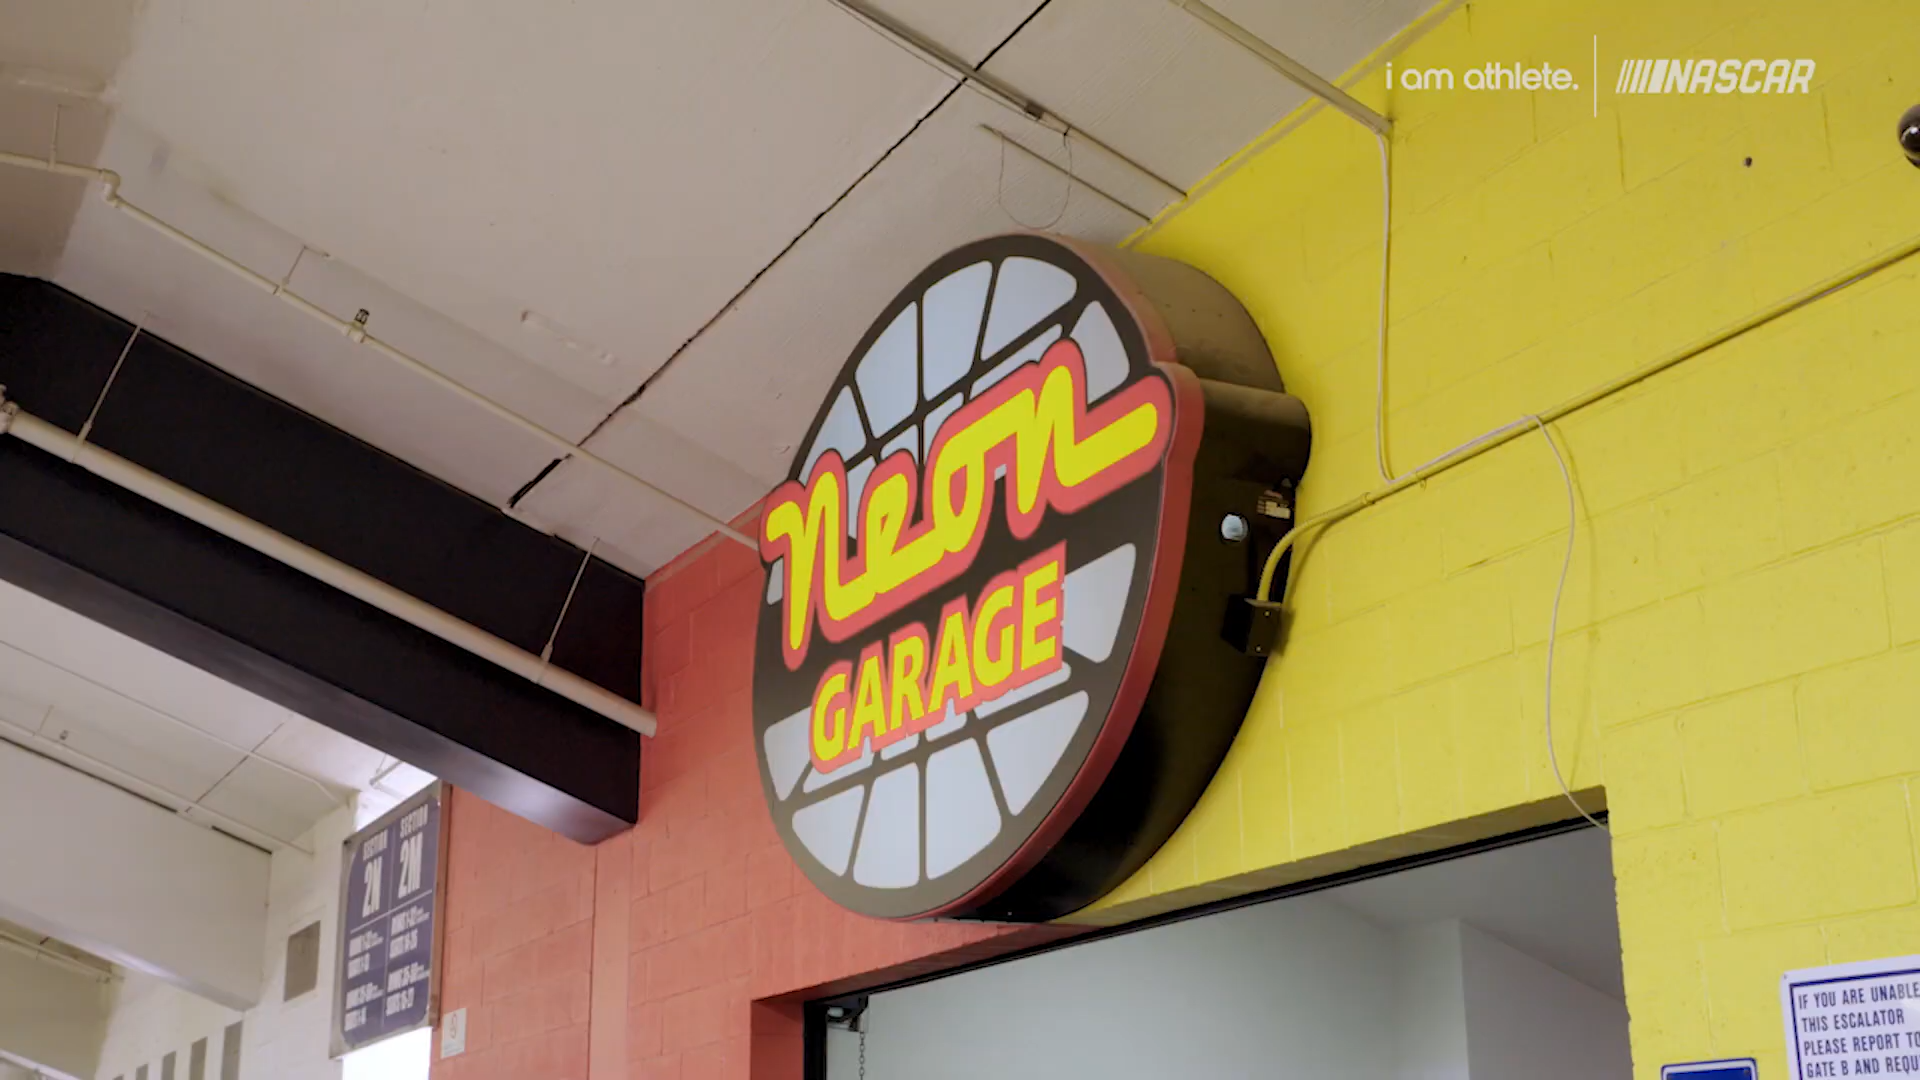 i am athlete.
NASCAR
Neon
GARAGE
SECTION
2N
SECTION
2M
IF YOU ARE UNABLE
THIS ESCALATOR
PLEASE REPORT TO
GATE B AND REQU